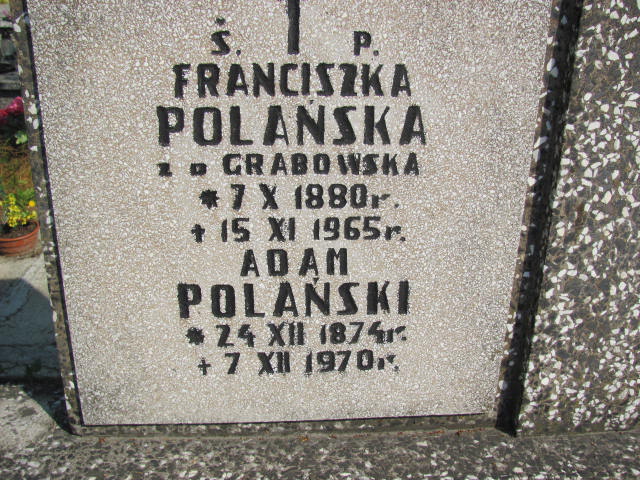 Ś. P.
FRANCISZKA
POLAŃSKA
z D GRABOWSKA
* 7 X 1880r.
+ 15 XI 1965r.
ADAM
POLAŃSKI
* 24 XII 1874r.
+ 7 XII 1970r.